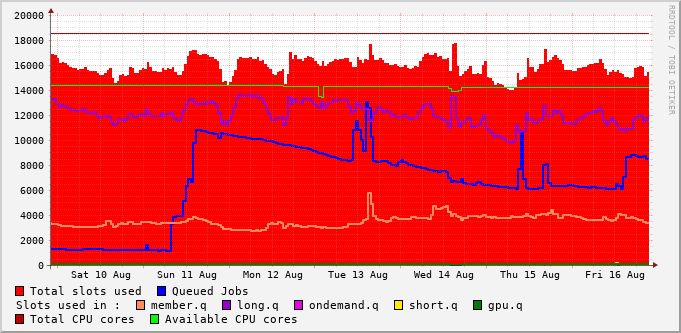 20000
18000
16000
14000
12000
10000
8000
6000
4000
2000
0
Sat 10 Aug Sun 11 Aug Mon 12 Aug Tue 13 Aug Wed 14 Aug Thu 15 Aug Fri 16 Aug
Total slots used Queued Jobs
Slots used in : member.q long.q ondemand.q short.q gpu.q
Total CPU cores Available CPU cores
RRDTOOL / TOBI OETIKER